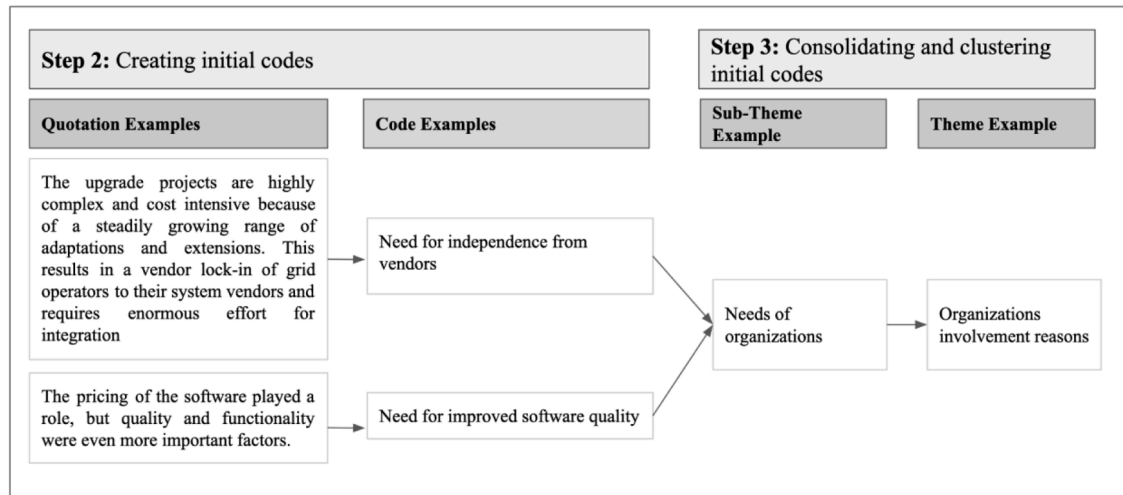 Step 2: Creating initial codes
Step 3: Consolidating and clustering
initial codes
Quotation Examples
Code Examples
Sub-Theme
Example
Theme Example
The upgrade projects are highly
complex and cost intensive because
of a steadily growing range of
adaptations and extensions. This
results in a vendor lock-in of grid
operators to their system vendors and
requires enormous effort for
integration
Need for independence from
vendors
Needs of
organizations
Organizations
involvement reasons
The pricing of the software played a
role, but quality and functionality
were even more important factors.
Need for improved software quality